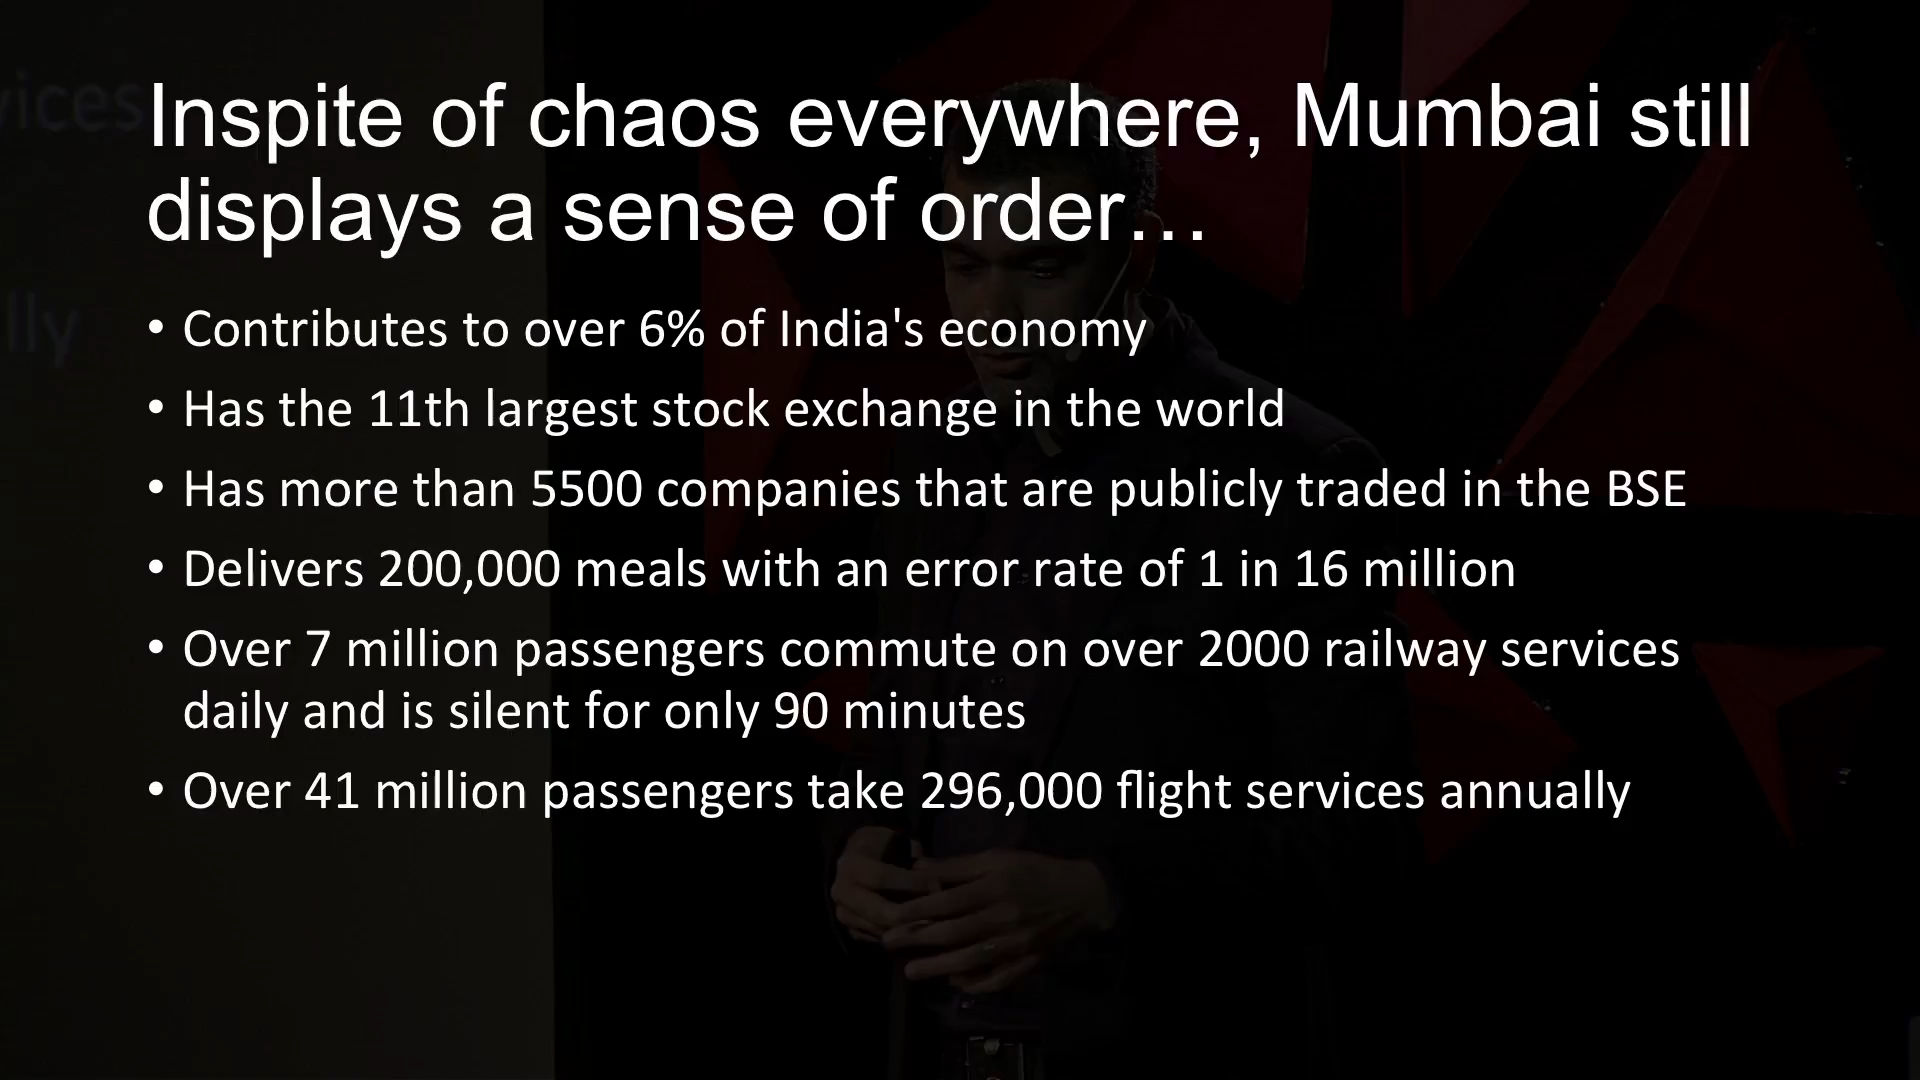 Inspite of chaos everywhere, Mumbai still
displays a sense of order…
• Contributes to over 6% of India's economy
• Has the 11th largest stock exchange in the world
• Has more than 5500 companies that are publicly traded in the BSE
• Delivers 200,000 meals with an error rate of 1 in 16 million
• Over 7 million passengers commute on over 2000 railway services
daily and is silent for only 90 minutes
• Over 41 million passengers take 296,000 flight services annually